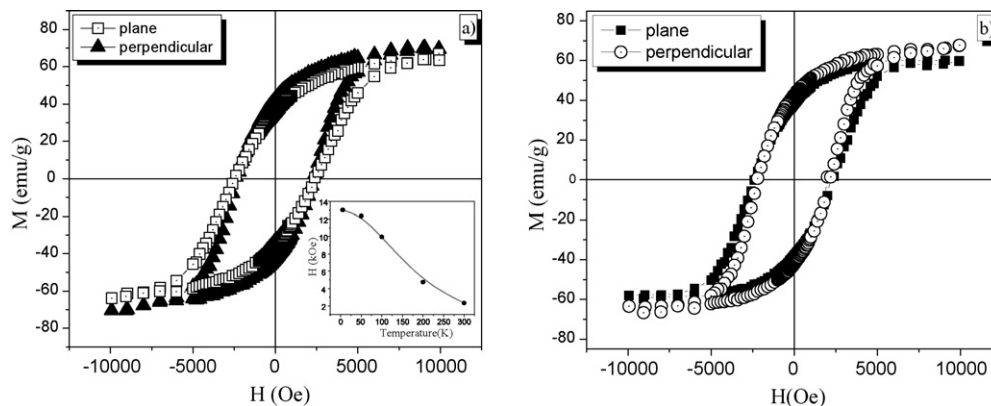 plane
perpendicular
a)
80
60
40
20
0
-20
-40
-60
-80
M (emu/g)
-10000 -5000 0 5000 10000
H (Oe)
14
12
10
8
6
4
2
H (kOe)
0 50 100 150 200 250 300
Temperature(K)
plane
perpendicular
b)
80
60
40
20
0
-20
-40
-60
-80
M (emu/g)
-10000 -5000 0 5000 10000
H(Oe)